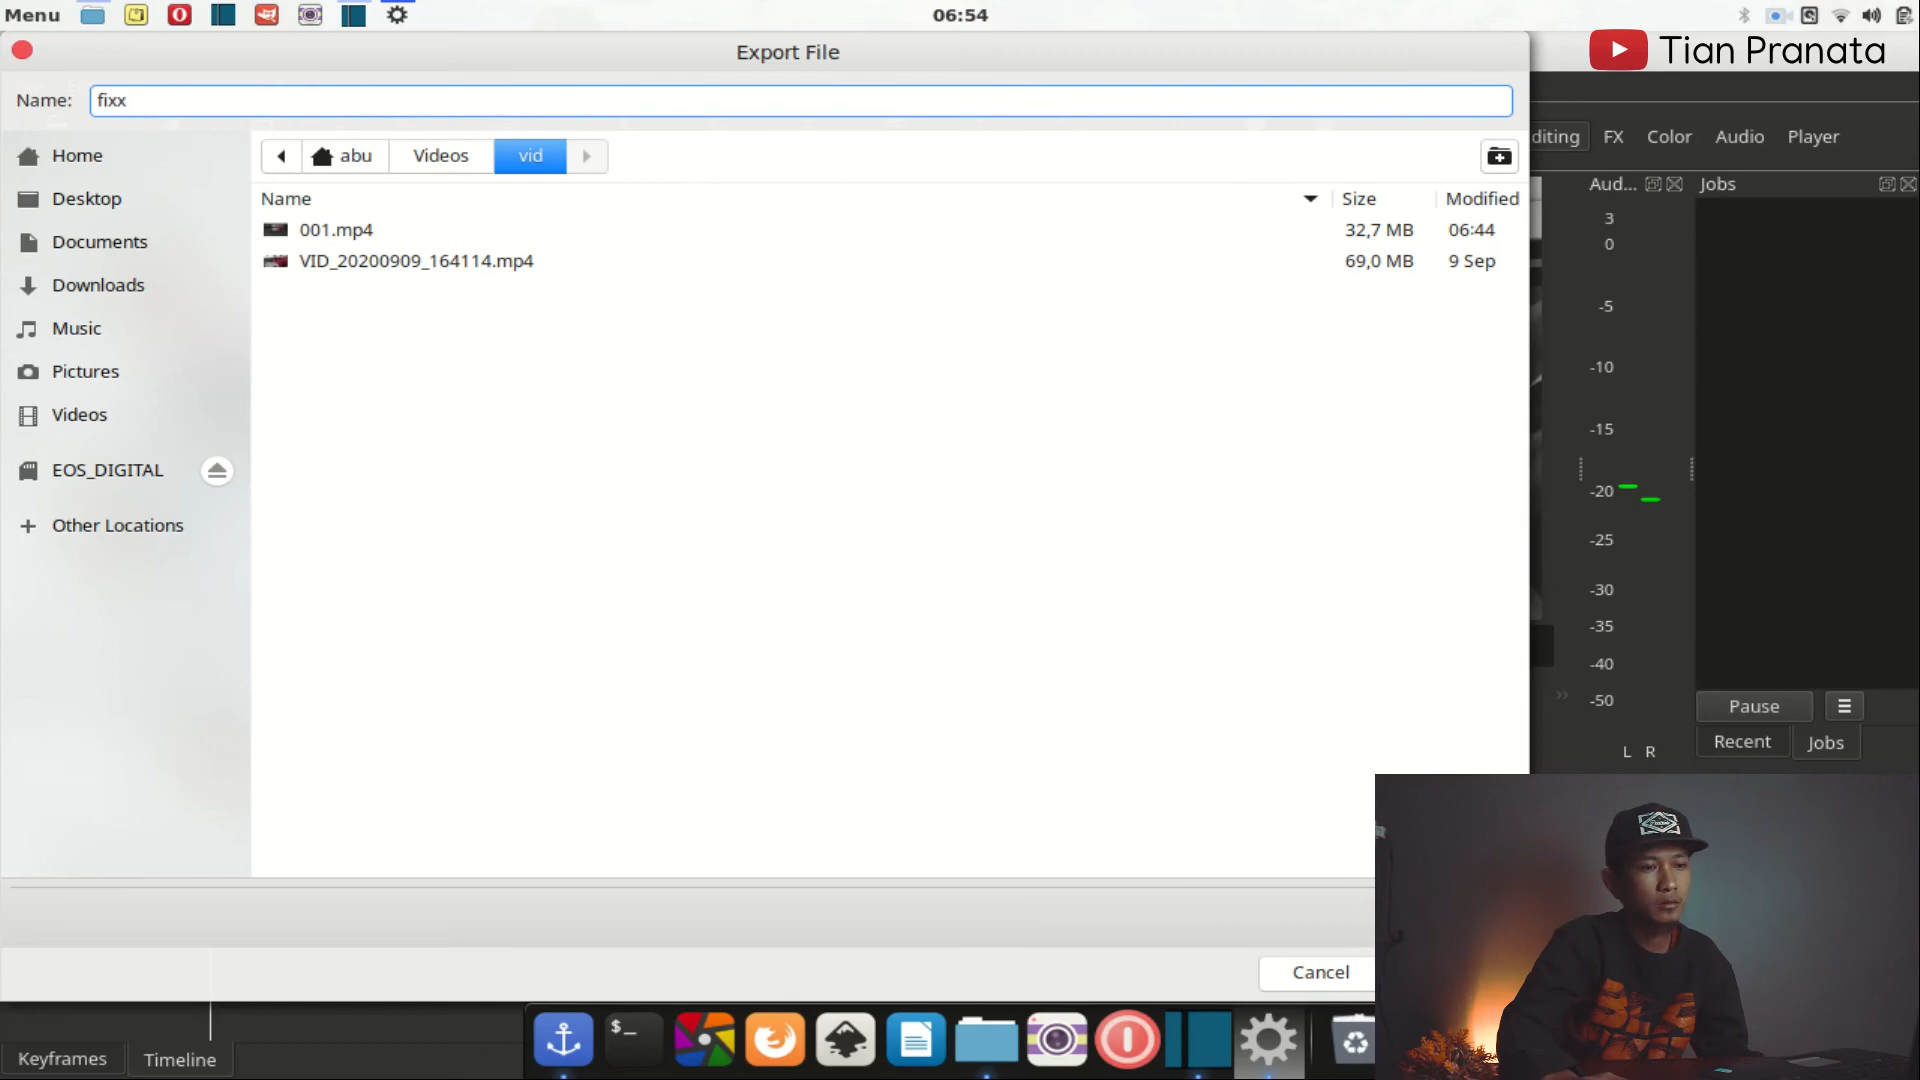 Menu
06:54
Export File
Tian Pranata
Name: fixx
Home
Desktop
Documents
Downloads
Music
Pictures
Videos
EOS_DIGITAL
Other Locations
abu Videos vid
Name Size Modified
001.mp4 32,7 MB 06:44
VID_20200909_164114.mp4 69,0 MB 9 Sep
Cancel
diting FX Color Audio Player
Aud... Jobs
3
0
-5
-10
-15
-20
-25
-30
-35
-40
-50
L R
Pause
Recent Jobs
Keyframes Timeline
$_